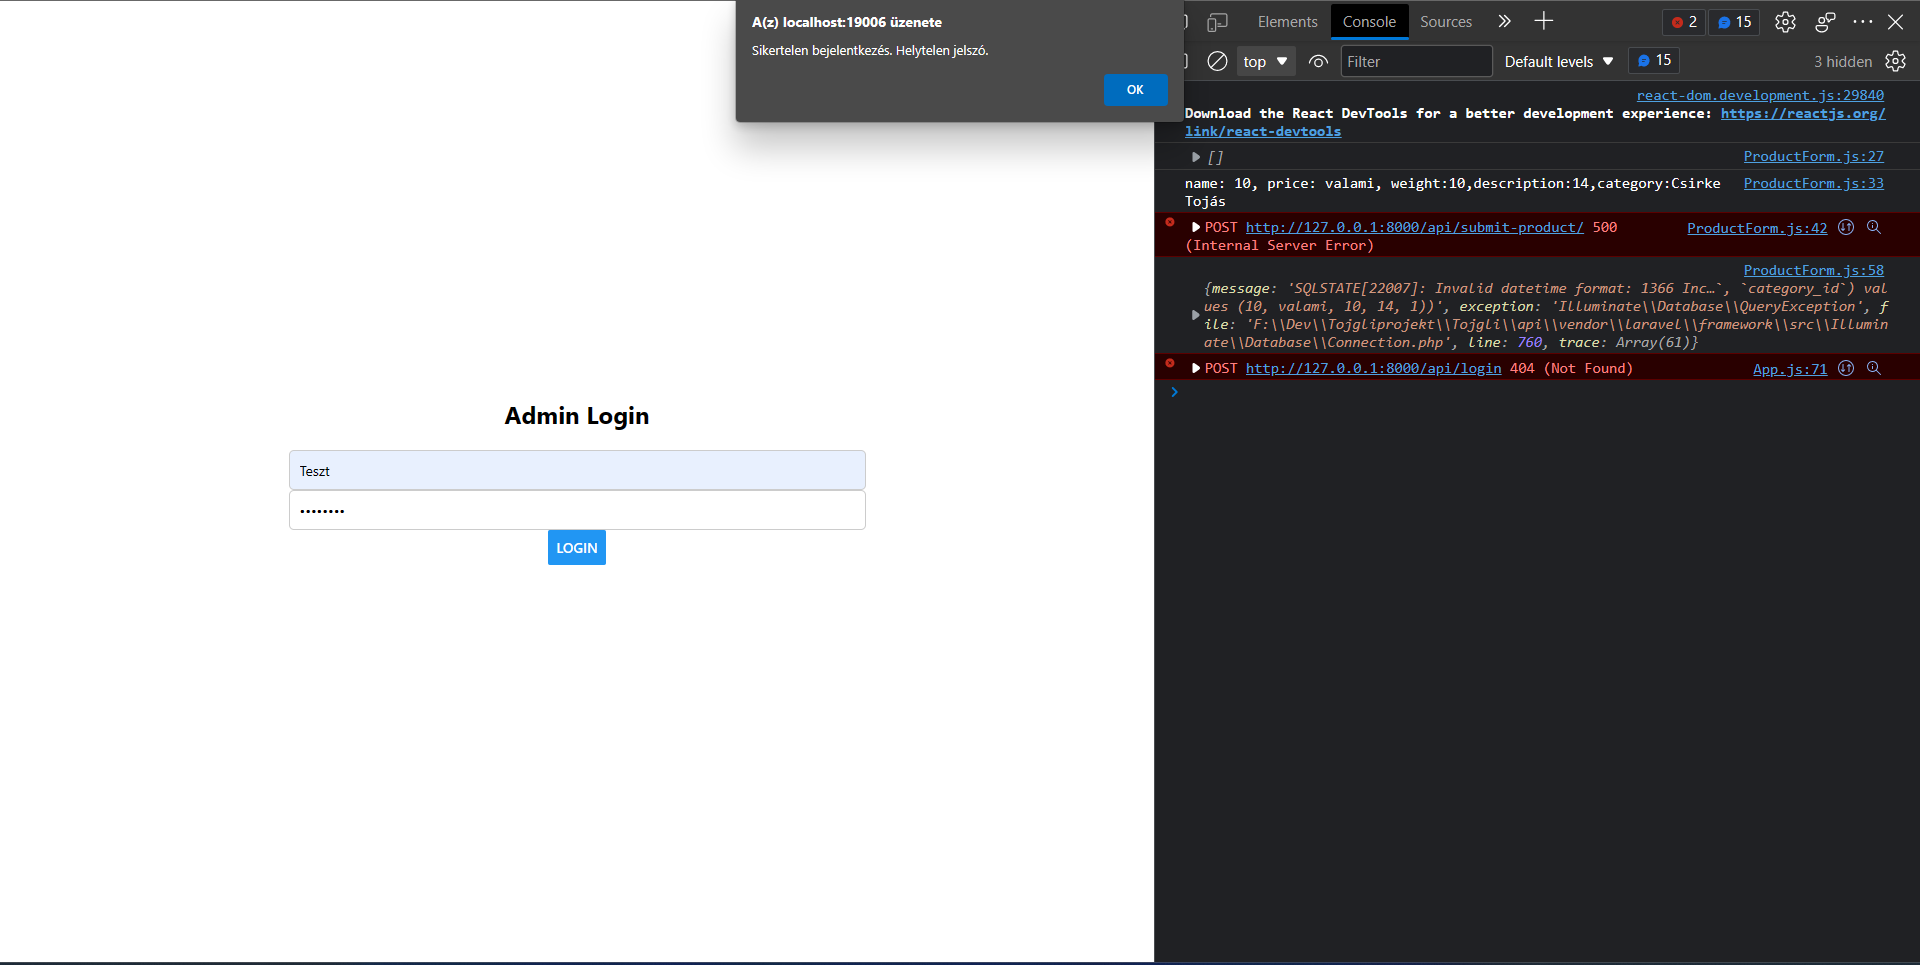 A(z) localhost:19006 üzenete
Sikertelen bejelentkezés. Helytelen jelszó.
OK
Admin Login
Teszt
••••••••
LOGIN
Elements Console Sources 2 15
top Filter Default levels 15 3 hidden
react-dom.development.js:29840
Download the React DevTools for a better development experience: https://reactjs.org/
link/react-devtools
[] ProductForm.js:27
name: 10, price: valami, weight:10,description:14,category:Csirke ProductForm.js:33
Tojás
POST http://127.0.0.1:8000/api/submit-product/ 500 ProductForm.js:42
(Internal Server Error)
ProductForm.js:58
{message: 'SQLSTATE[22007]: Invalid datetime format: 1366 Inc…`, `category_id`) val
ues (10, valami, 10, 14, 1))', exception: 'Illuminate\\Database\\QueryException', f
ile: 'F:\\Dev\\Tojgliprojekt\\Tojgli\\api\\vendor\\laravel\\framework\\src\\Illumin
ate\\Database\\Connection.php', line: 760, trace: Array(61)}
POST http://127.0.0.1:8000/api/login 404 (Not Found) App.js:71